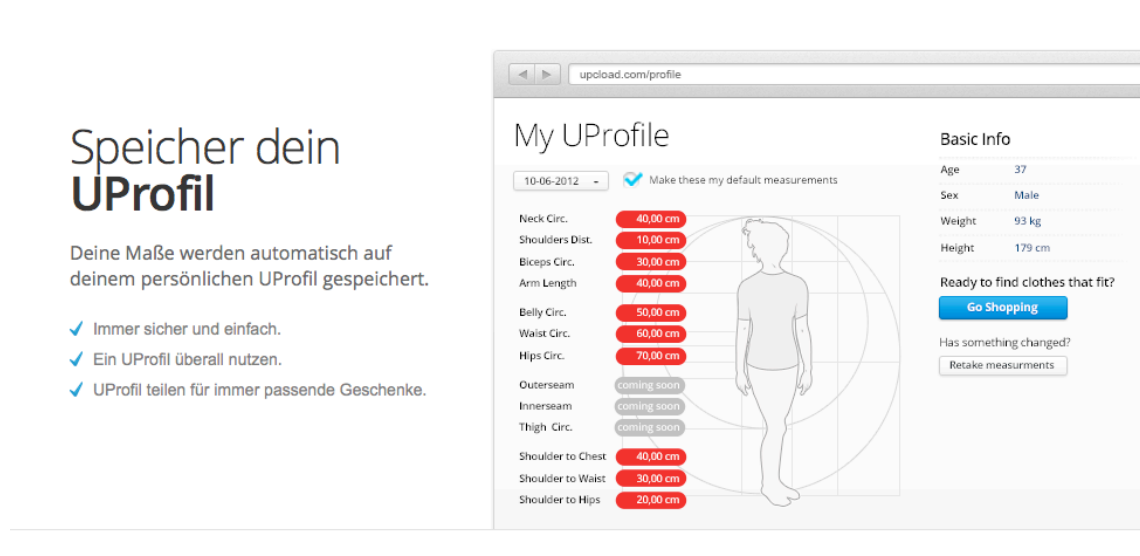 Speicher dein
UProfil
Deine Maße werden automatisch auf
deinem persönlichen UProfil gespeichert.
Immer sicher und einfach.
Ein UProfil überall nutzen.
UProfil teilen für immer passende Geschenke.
upcload.com/profile
My UProfile
10-06-2012
Make these my default measurements
Neck Circ. 40,00 cm
Shoulders Dist. 10,00 cm
Biceps Circ. 30,00 cm
Arm Length 40,00 cm
Belly Circ. 50,00 cm
Waist Circ. 60,00 cm
Hips Circ. 70,00 cm
Outerseam coming soon
Innerseam coming soon
Thigh Circ. coming soon
Shoulder to Chest 40,00 cm
Shoulder to Waist 30,00 cm
Shoulder to Hips 20,00 cm
Basic Info
Age 37
Sex Male
Weight 93 kg
Height 179 cm
Ready to find clothes that fit?
Go Shopping
Has something changed?
Retake measurments